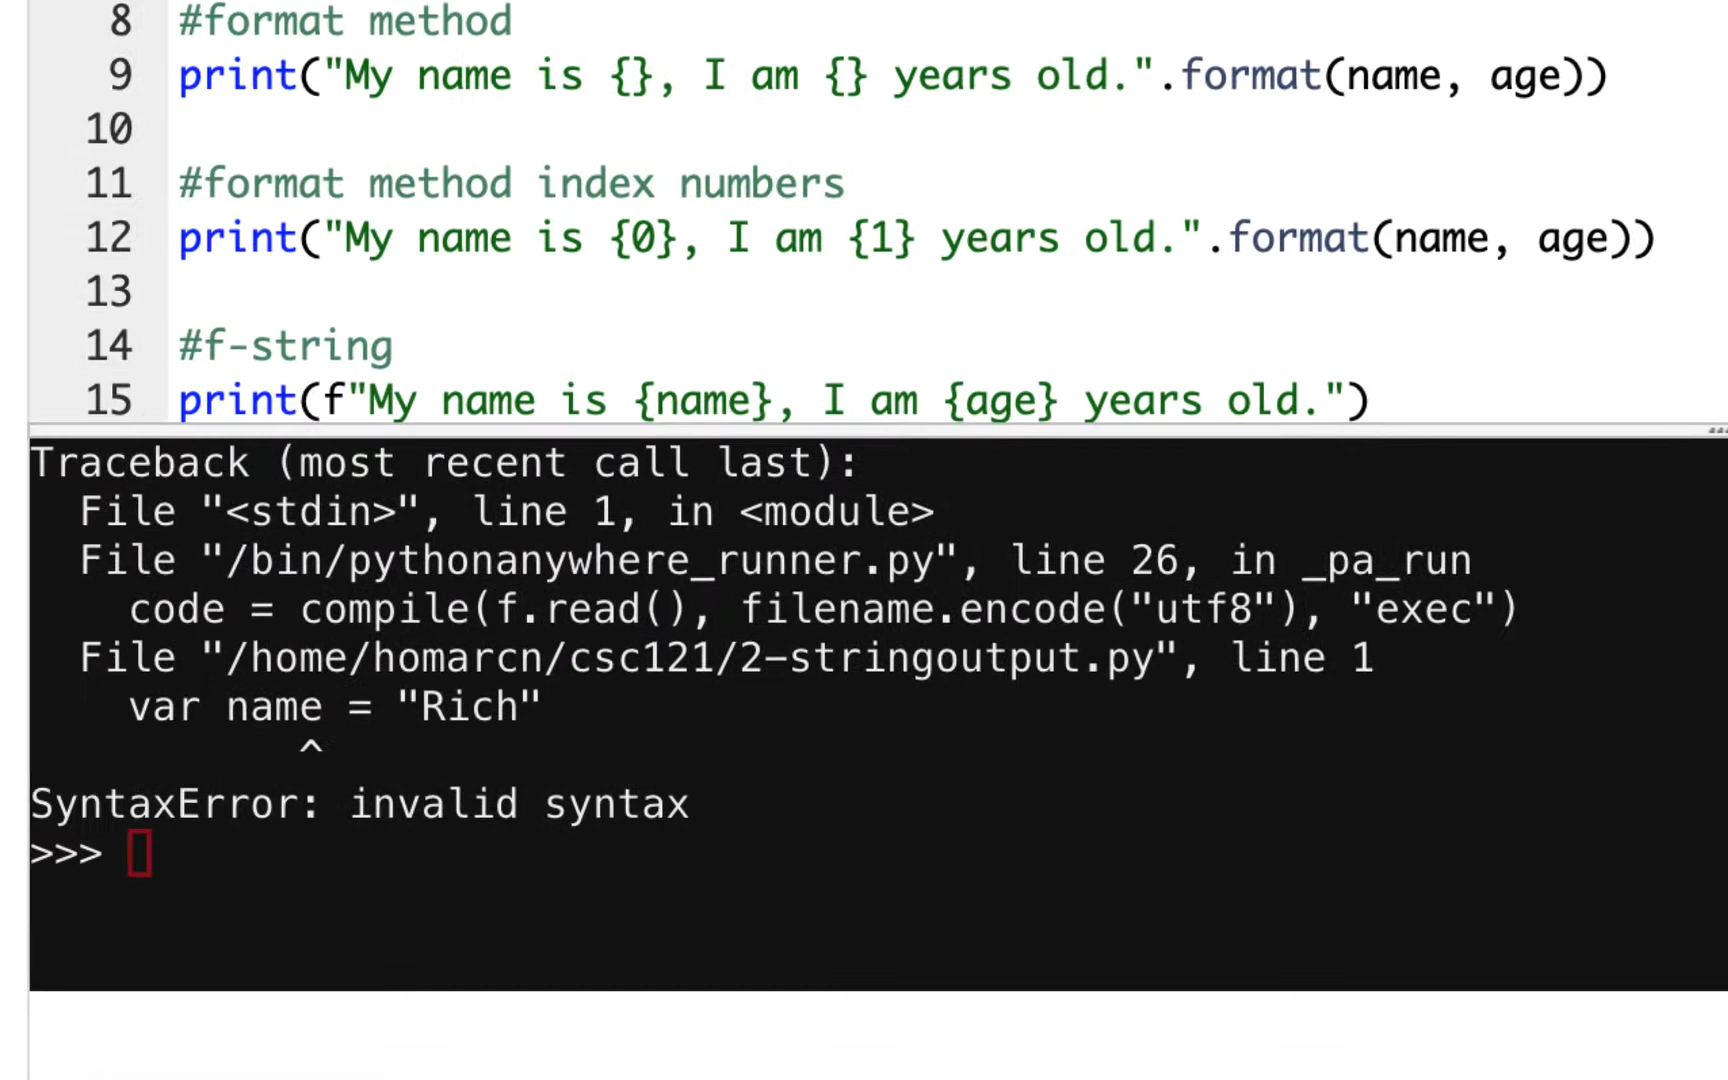 8 #format method
9 print("My name is {}, I am {} years old.".format(name, age))
10
11 #format method index numbers
12 print("My name is {0}, I am {1} years old.".format(name, age))
13
14 #f-string
15 print(f"My name is {name}, I am {age} years old.")
Traceback (most recent call last):
  File "<stdin>", line 1, in <module>
  File "/bin/pythonanywhere_runner.py", line 26, in _pa_run
    code = compile(f.read(), filename.encode("utf8"), "exec")
  File "/home/homarcn/csc121/2-stringoutput.py", line 1
    var name = "Rich"
           ^
SyntaxError: invalid syntax
>>>